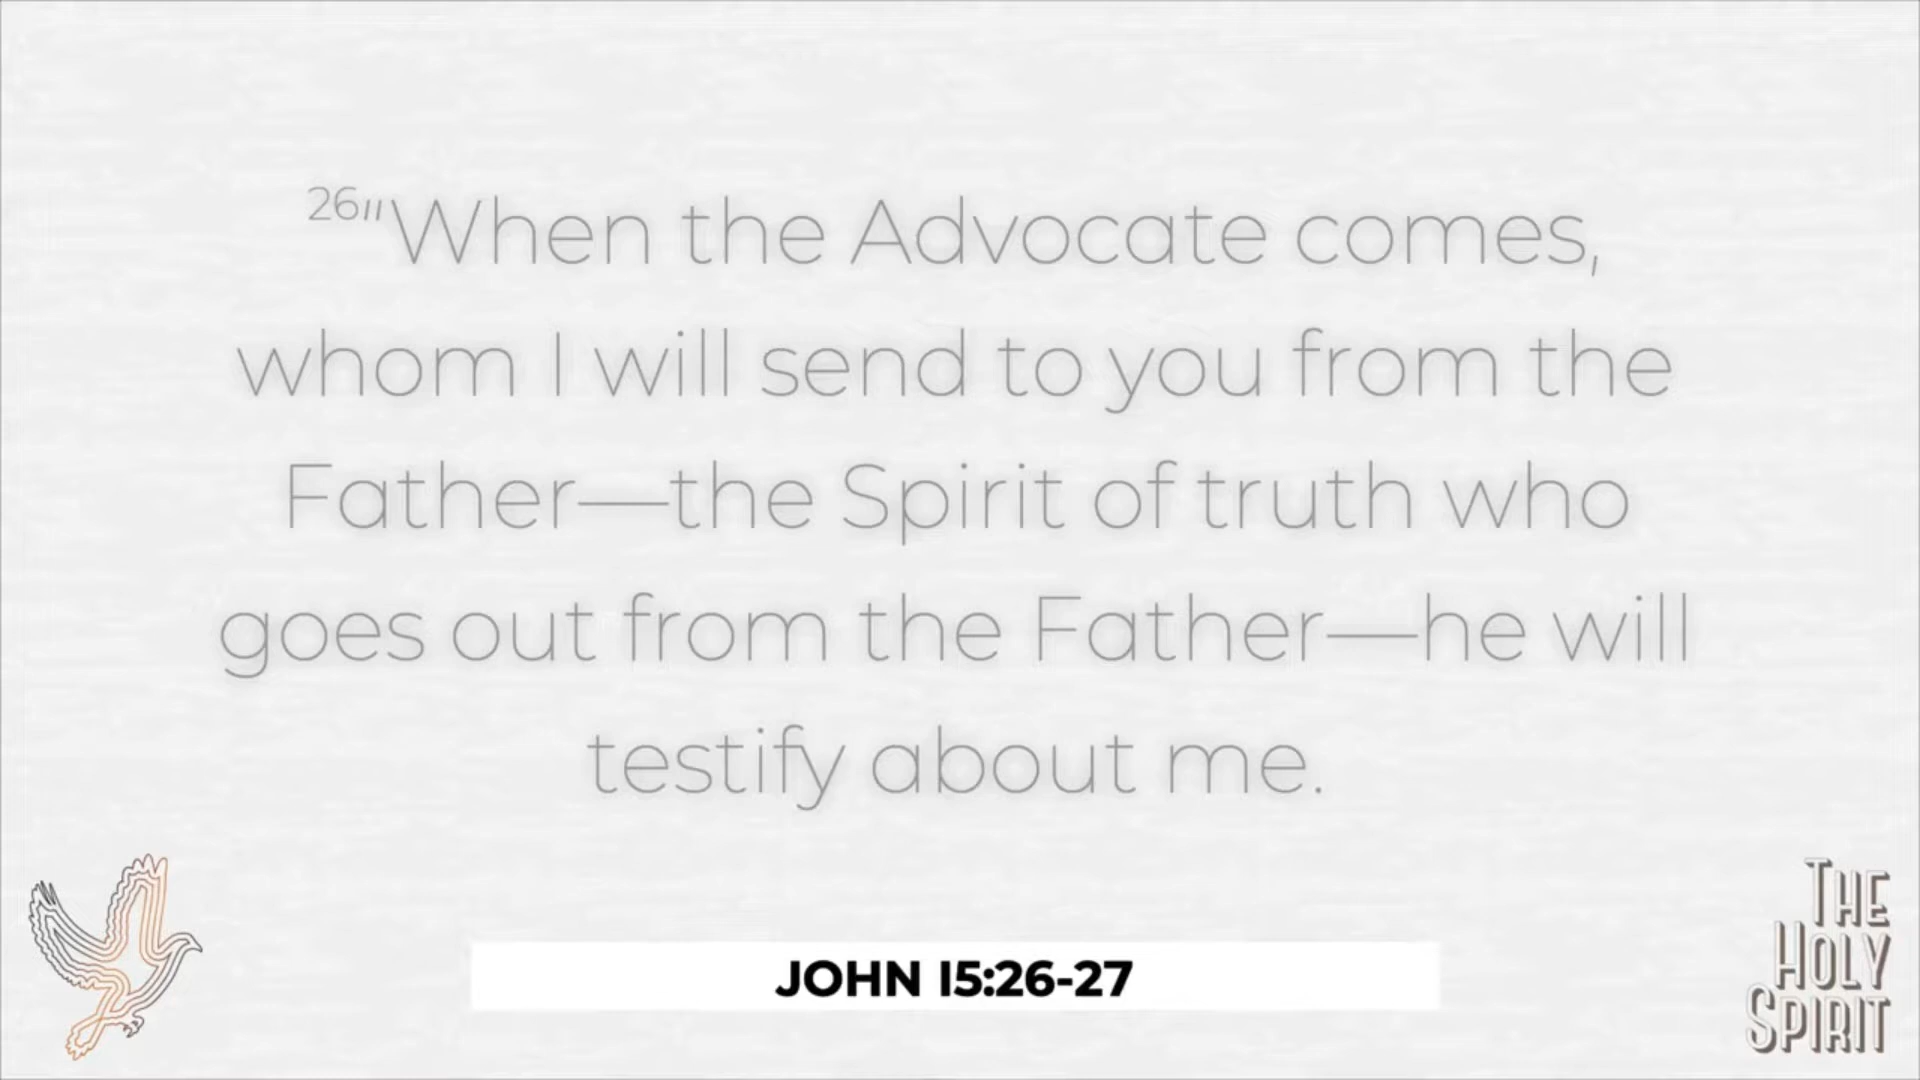 26"When the Advocate comes,
whom I will send to you from the
Father—the Spirit of truth who
goes out from the Father—he will
testify about me.
JOHN 15:26-27
THE
HOLY
SPIRIT